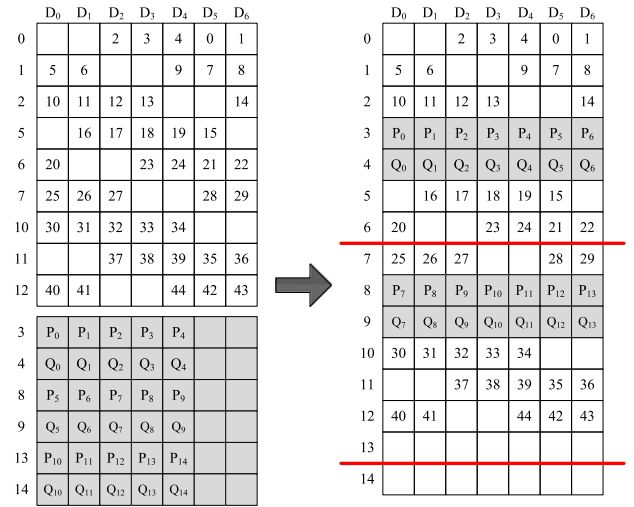 D₀ D₁ D₂ D₃ D₄ D₅ D₆
0 2 3 4 0 1
1 5 6 9 7 8
2 10 11 12 13 14
5 16 17 18 19 15
6 20 23 24 21 22
7 25 26 27 28 29
10 30 31 32 33 34
11 37 38 39 35 36
12 40 41 44 42 43
3 P₀ P₁ P₂ P₃ P₄
4 Q₀ Q₁ Q₂ Q₃ Q₄
8 P₅ P₆ P₇ P₈ P₉
9 Q₅ Q₆ Q₇ Q₈ Q₉
13 P₁₀ P₁₁ P₁₂ P₁₃ P₁₄
14 Q₁₀ Q₁₁ Q₁₂ Q₁₃ Q₁₄
D₀ D₁ D₂ D₃ D₄ D₅ D₆
0 2 3 4 0 1
1 5 6 9 7 8
2 10 11 12 13 14
3 P₀ P₁ P₂ P₃ P₄ P₅ P₆
4 Q₀ Q₁ Q₂ Q₃ Q₄ Q₅ Q₆
5 16 17 18 19 15
6 20 23 24 21 22
7 25 26 27 28 29
8 P₇ P₈ P₉ P₁₀ P₁₁ P₁₂ P₁₃
9 Q₇ Q₈ Q₉ Q₁₀ Q₁₁ Q₁₂ Q₁₃
10 30 31 32 33 34
11 37 38 39 35 36
12 40 41 44 42 43
13
14